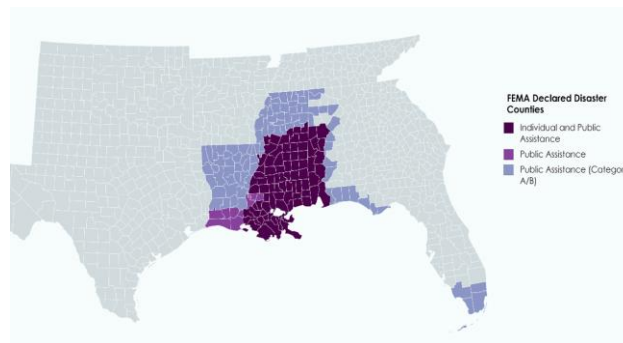 FEMA Declared Disaster
Counties
Individual and Public
Assistance
Public Assistance
Public Assistance (Categor
A/B)